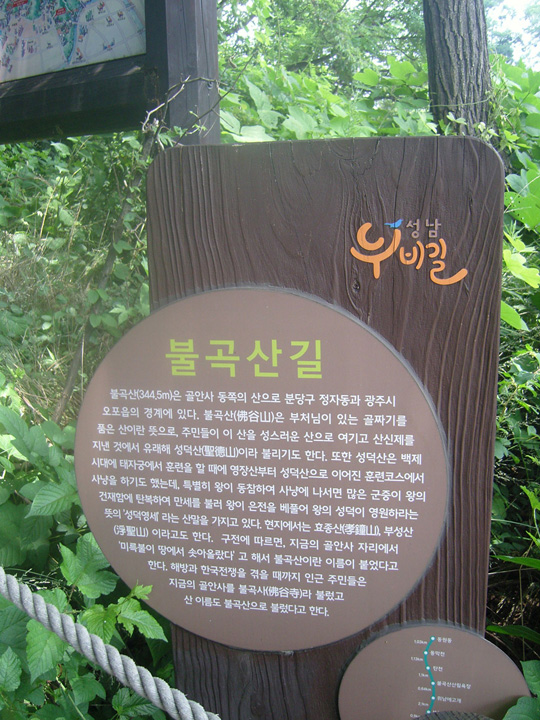 성남
누비길
불곡산길
불곡산(344.5m)은 골안사 동쪽의 산으로 분당구 정자동과 광주시
오포읍의 경계에 있다. 불곡산(佛谷山)은 부처님이 있는 골짜기를
품은 산이란 뜻으로, 주민들이 이 산을 성스러운 산으로 여기고 산신제를
지낸 것에서 유래해 성덕산(聖德山)이라 불리기도 한다. 또한 성덕산은 백제
시대에 태자궁에서 훈련을 할 때에 영장산부터 성덕산으로 이어진 훈련코스에서
사냥을 하기도 했는데, 특별히 왕이 동참하여 사냥에 나서면 많은 군중이 왕의
건재함에 탄복하여 만세를 불러 왕이 은전을 베풀어 왕의 성덕이 영원하라는
뜻의 '성덕영세' 라는 산말을 가지고 있다. 현지에서는 효종산(孝鐘山), 부성산
(淨聖山) 이라고도 한다. 구전에 따르면, 지금의 골안사 자리에서
'미륵불이 땅에서 솟아올랐다' 고 해서 불곡산이란 이름이 붙었다고
한다. 해방과 한국전쟁을 겪을 때까지 인근 주민들은
지금의 골안사를 불곡사(佛谷寺)라 불렀고
산 이름도 불곡산으로 불렀다고 한다.
동원동
불곡산산림욕장